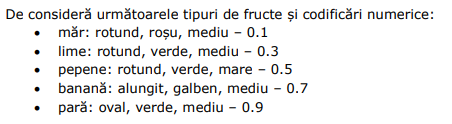 De consideră următoarele tipuri de fructe și codificări numerice:
• măr: rotund, roșu, mediu – 0.1
• lime: rotund, verde, mediu – 0.3
• pepene: rotund, verde, mare – 0.5
• banană: alungit, galben, mediu – 0.7
• pară: oval, verde, mediu – 0.9